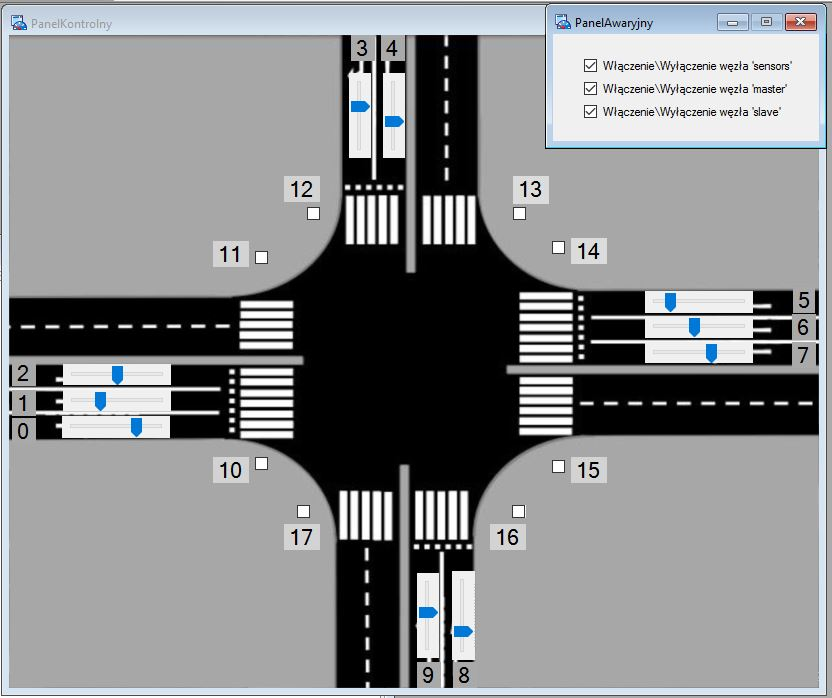 PanelKontrolny
PanelAwaryjny
Włączenie\Wyłączenie węzła 'sensors'
Włączenie\Wyłączenie węzła 'master'
Włączenie\Wyłączenie węzła 'slave'
3 4
12 13
11 14
5
6
7
2
1
0
10 15
17 16
9 8